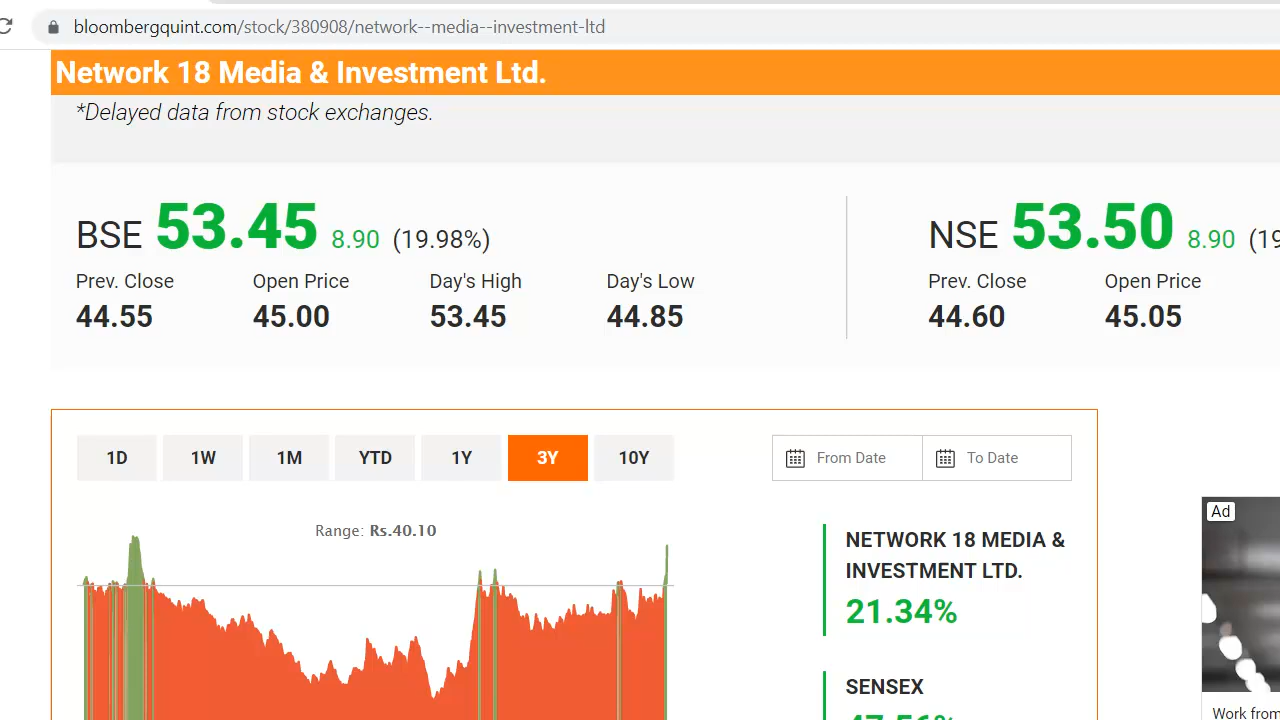 bloombergquint.com/stock/380908/network--media--investment-ltd
Network 18 Media & Investment Ltd.
*Delayed data from stock exchanges.
BSE 53.45 8.90 (19.98%)
Prev. Close Open Price Day's High Day's Low
44.55 45.00 53.45 44.85
NSE 53.50 8.90
Prev. Close Open Price
44.60 45.05
1D 1W 1M YTD 1Y 3Y 10Y
From Date To Date
Range: Rs.40.10
NETWORK 18 MEDIA &
INVESTMENT LTD.
21.34%
SENSEX
Ad
Work from